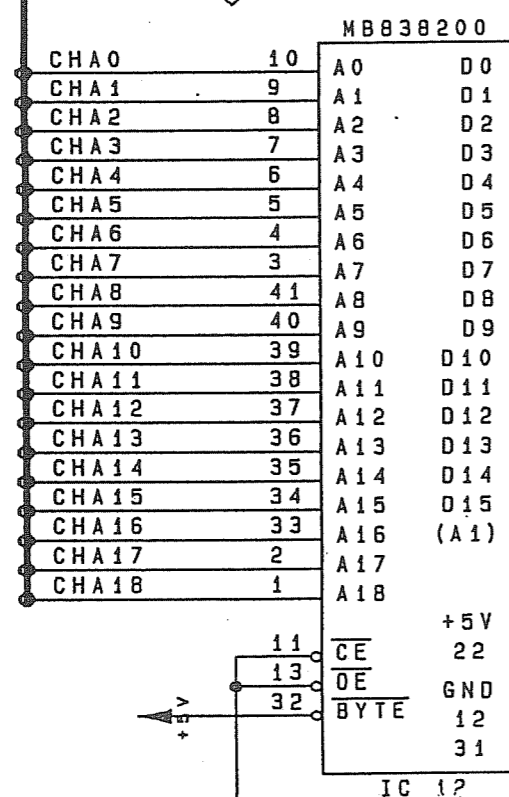 MB838200
CHA0 10 A0 D0
CHA1 9 A1 D1
CHA2 8 A2 D2
CHA3 7 A3 D3
CHA4 6 A4 D4
CHA5 5 A5 D5
CHA6 4 A6 D6
CHA7 3 A7 D7
CHA8 41 A8 D8
CHA9 40 A9 D9
CHA10 39 A10 D10
CHA11 38 A11 D11
CHA12 37 A12 D12
CHA13 36 A13 D13
CHA14 35 A14 D14
CHA15 34 A15 D15
CHA16 33 A16 (A1)
CHA17 2 A17
CHA18 1 A18
+5V
11 CE 22
13 OE GND
32 BYTE 12
+5V
31
IC 12